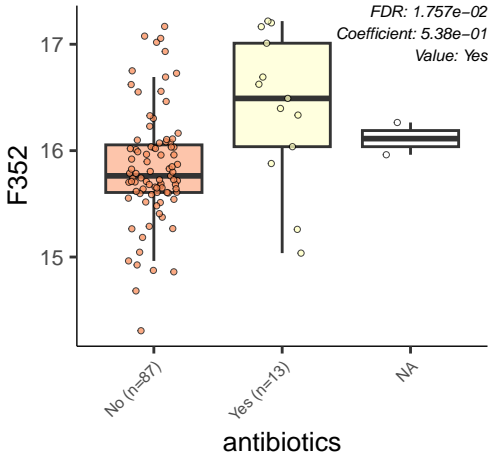 FDR: 1.757e−02
Coefficient: 5.38e−01
Value: Yes
17
16
15
F352
No (n=87)
Yes (n=13)
NA
antibiotics